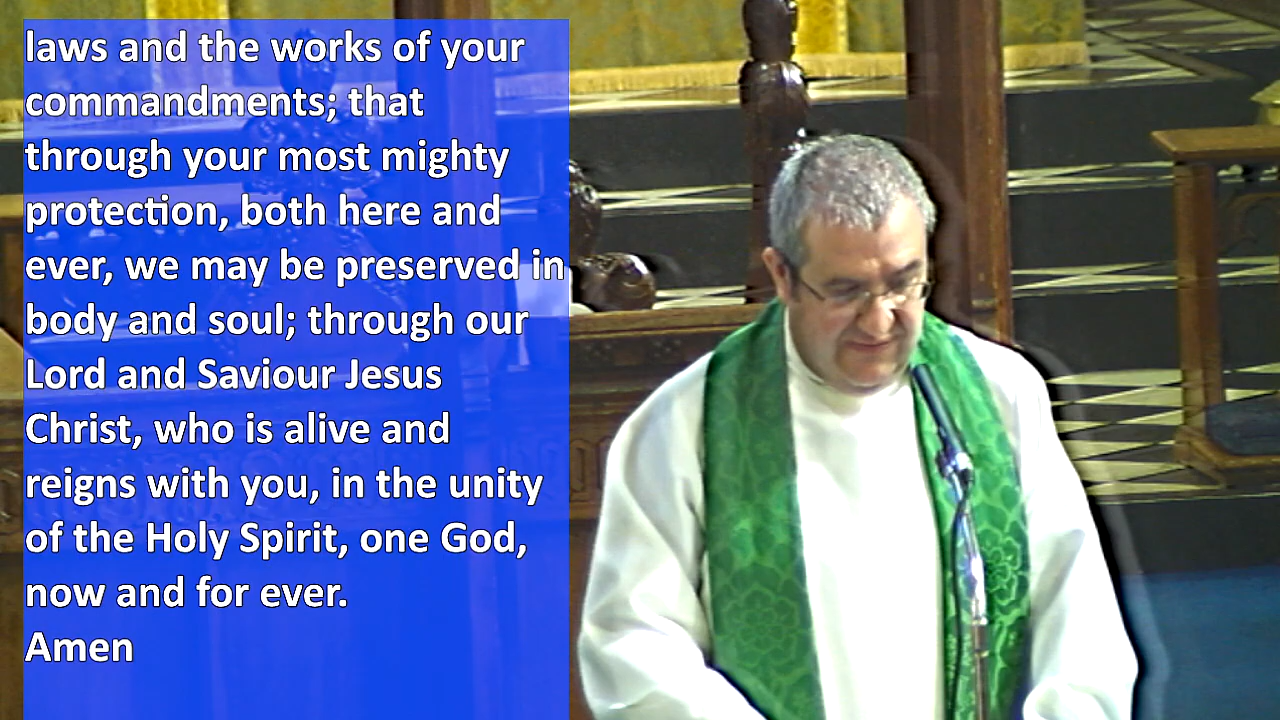 laws and the works of your
commandments; that
through your most mighty
protection, both here and
ever, we may be preserved in
body and soul; through our
Lord and Saviour Jesus
Christ, who is alive and
reigns with you, in the unity
of the Holy Spirit, one God,
now and for ever.
Amen